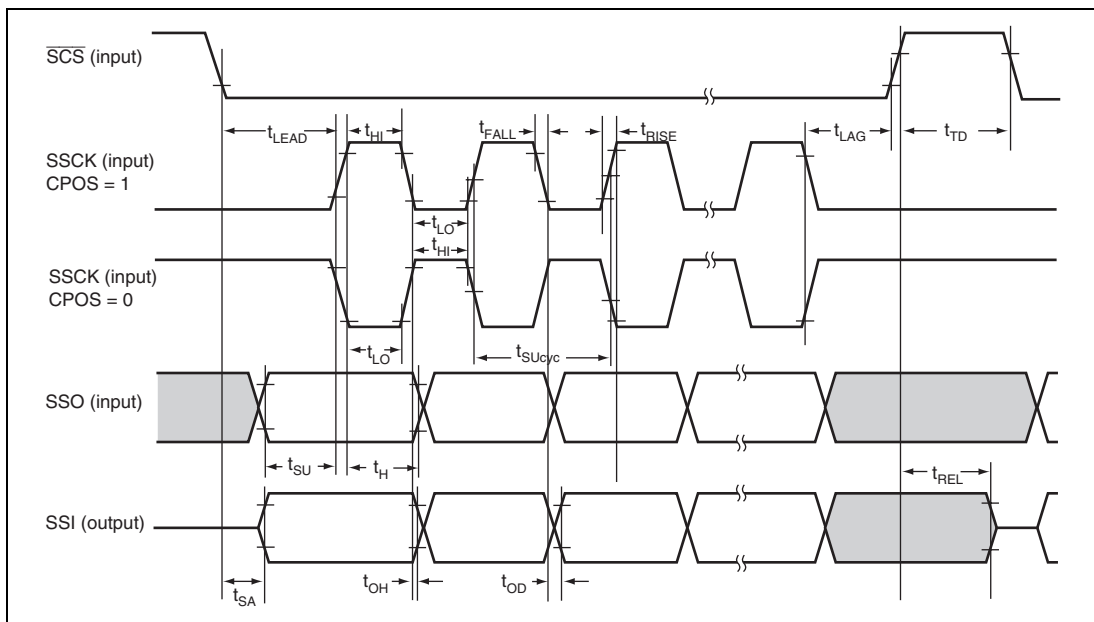 SCS (input)
tLEAD
tHI
tFALL
tRISE
tLAG
tTD
SSCK (input)
CPOS = 1
tLO
tHI
SSCK (input)
CPOS = 0
tLO
tSUcyc
SSO (input)
tSU
tH
tREL
SSI (output)
tSA
tOH
tOD